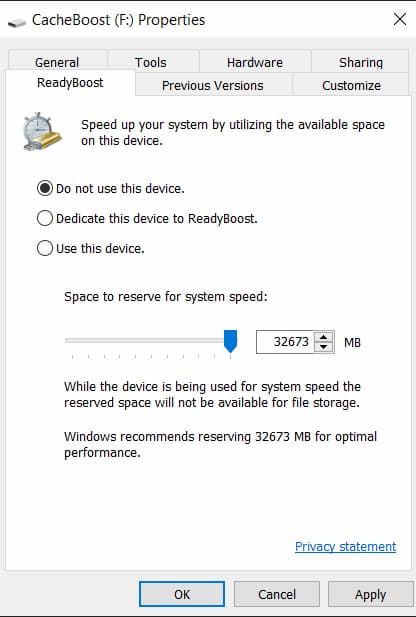 CacheBoost (F:) Properties
General Tools Hardware Sharing
ReadyBoost Previous Versions Customize
Speed up your system by utilizing the available space
on this device.
Do not use this device.
Dedicate this device to ReadyBoost.
Use this device.
Space to reserve for system speed:
32673 MB
While the device is being used for system speed the
reserved space will not be available for file storage.
Windows recommends reserving 32673 MB for optimal
performance.
Privacy statement
OK Cancel Apply